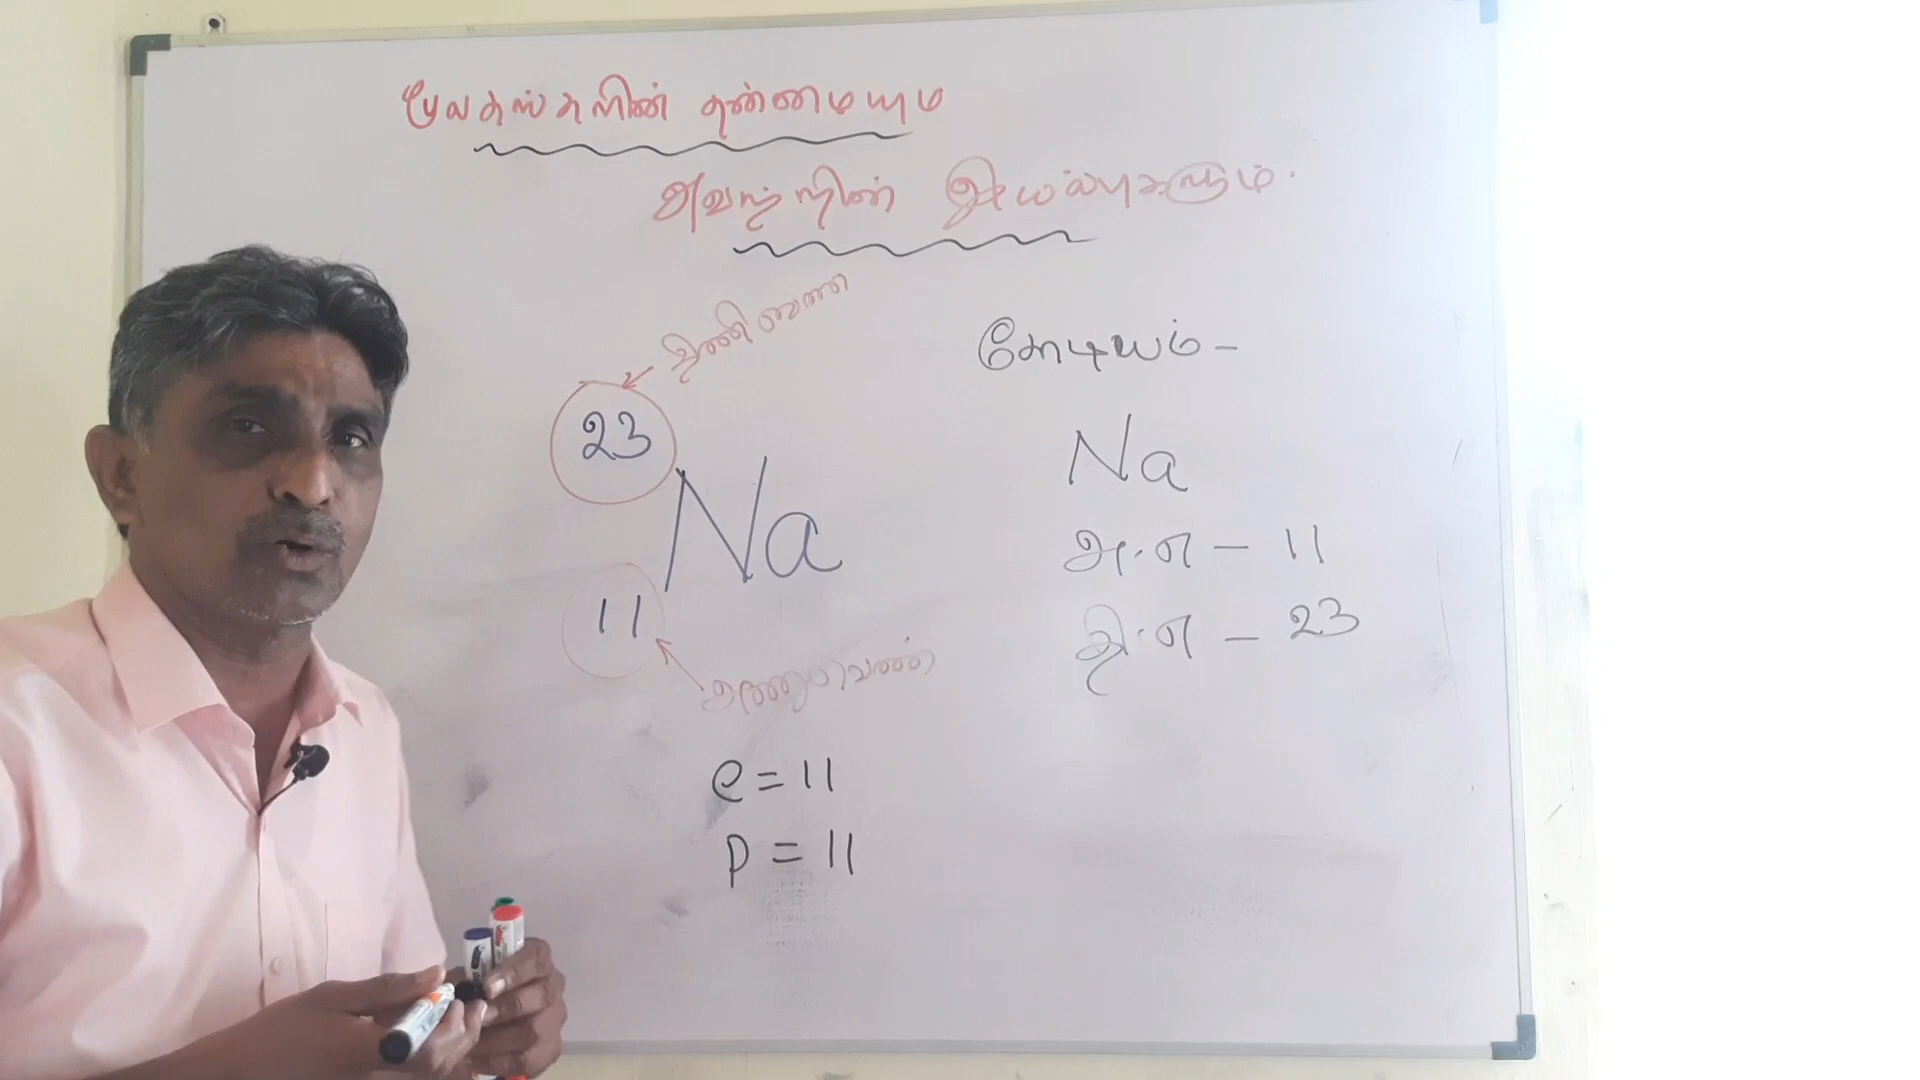 மூலகங்களின் தன்மையும்
அவற்றின் இயல்புகளும்.
திணிவெண்
23
Na
11
அணுவெண்
e = 11
p = 11
சோடியம் -
Na
அ.எ - 11
தி.எ - 23